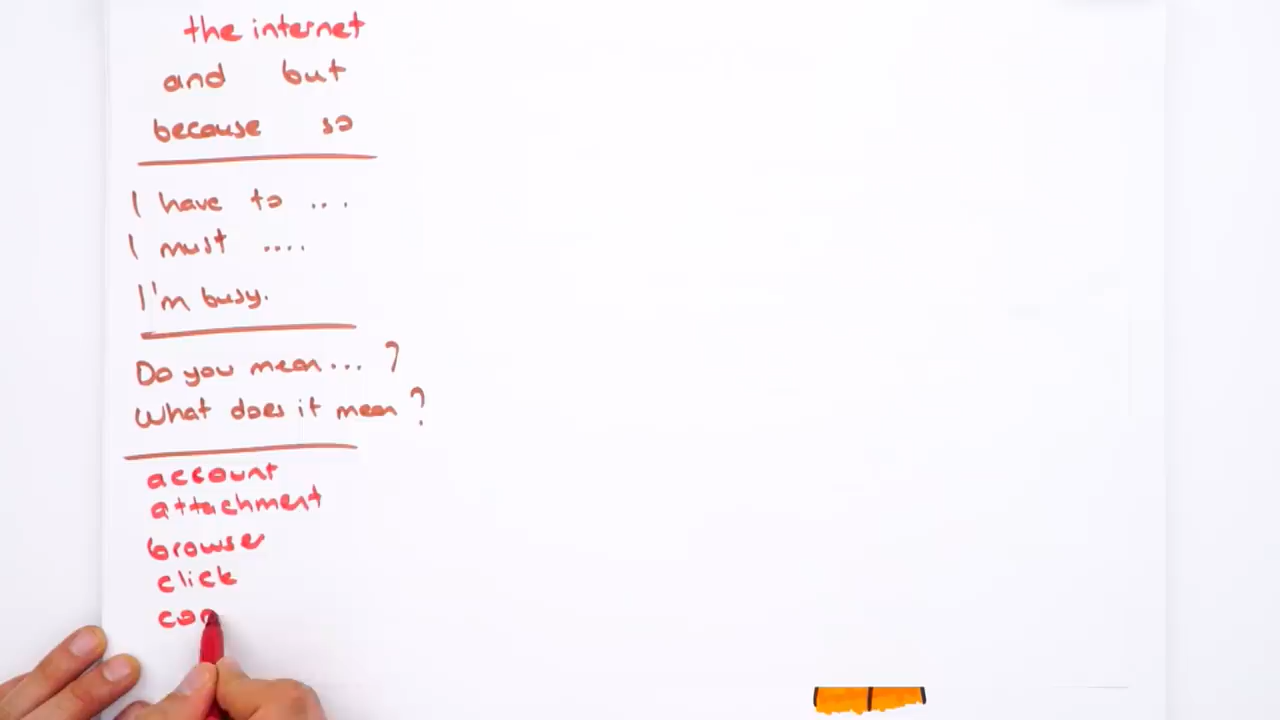 the internet
and but
because so
I have to ...
I must ....
I'm busy.
Do you mean... ?
What does it mean ?
account
attachment
browser
click